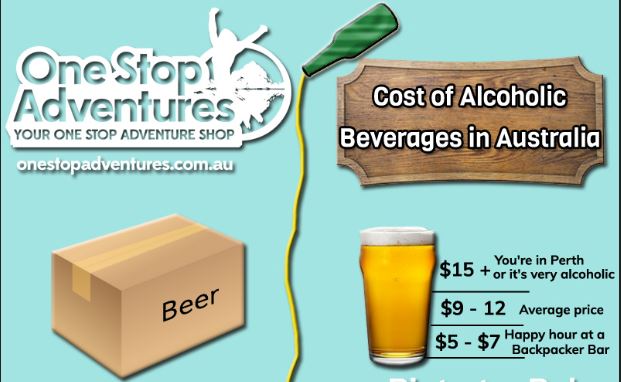 One Stop
Adventures
YOUR ONE STOP ADVENTURE SHOP
onestopadventures.com.au
Cost of Alcoholic
Beverages in Australia
Beer
$15 + You're in Perth
or it's very alcoholic
$9 - 12 Average price
$5 - $7 Happy hour at a
Backpacker Bar